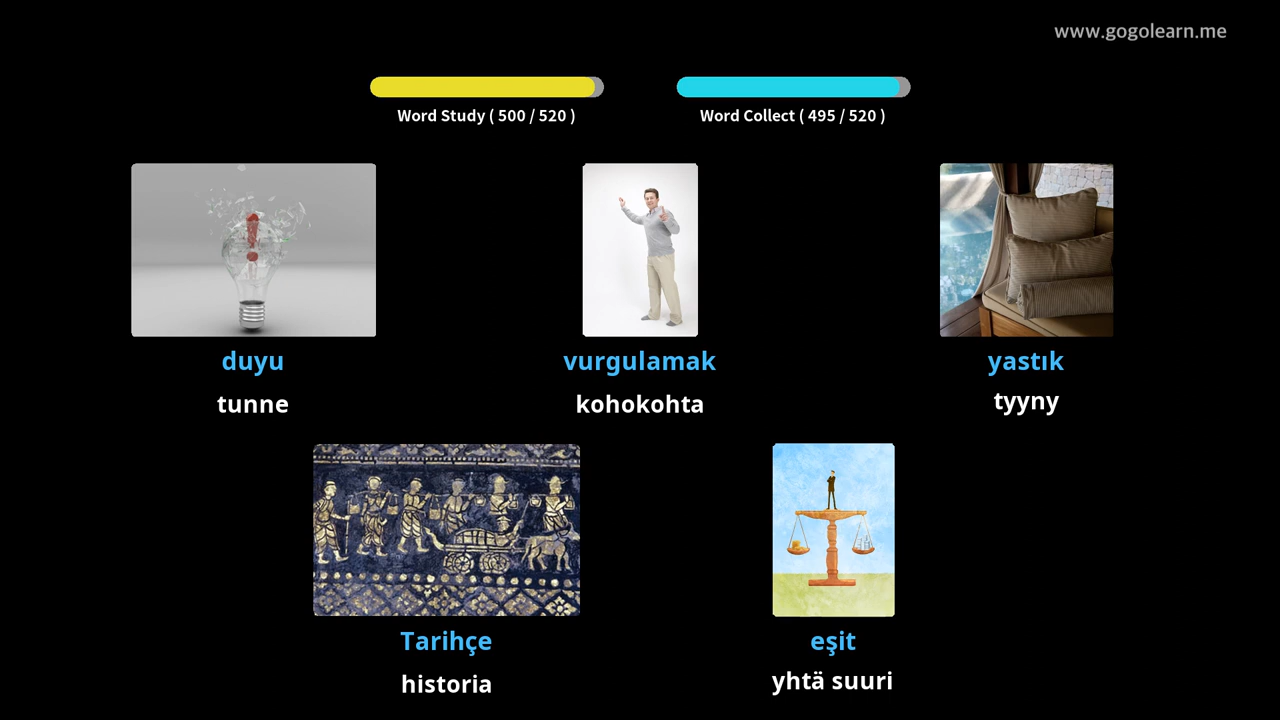 www.gogolearn.me
Word Study ( 500 / 520 )
Word Collect ( 495 / 520 )
duyu
tunne
vurgulamak
kohokohta
yastık
tyyny
Tarihçe
historia
eşit
yhtä suuri